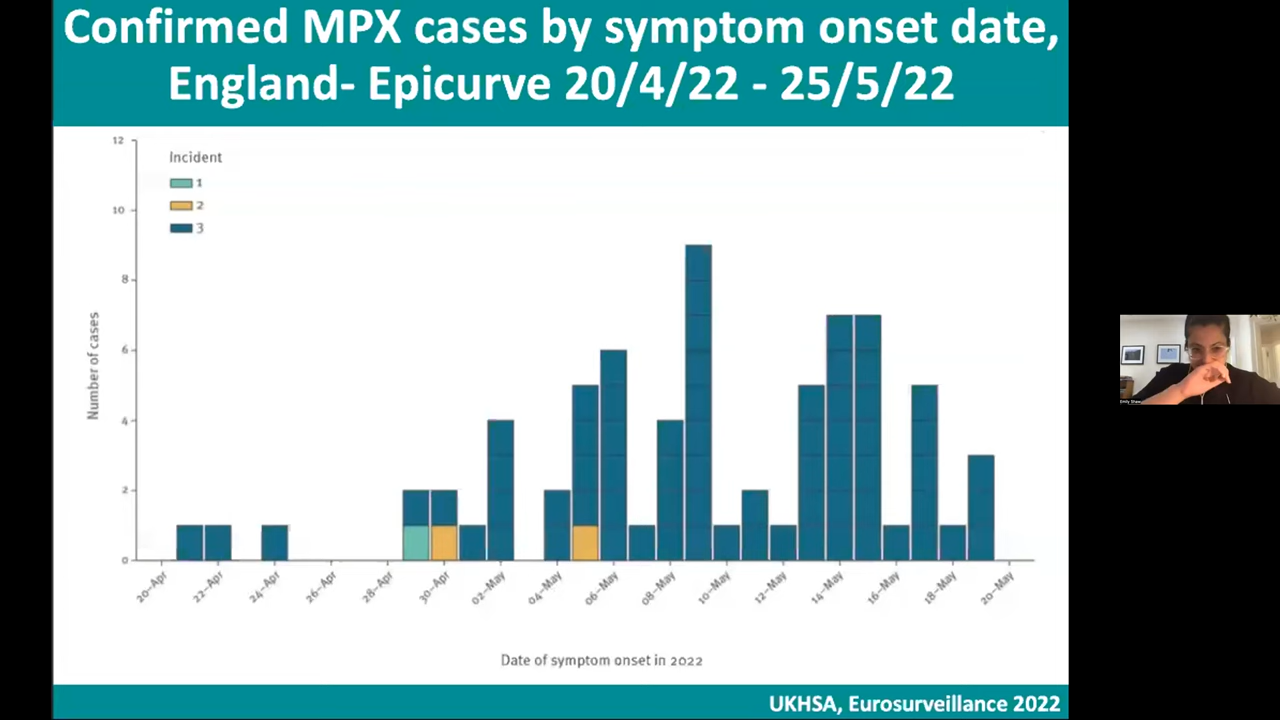 Confirmed MPX cases by symptom onset date,
England- Epicurve 20/4/22 - 25/5/22
Incident
1
2
3
Number of cases
12
10
8
6
4
2
0
20-Apr
22-Apr
24-Apr
26-Apr
28-Apr
30-Apr
02-May
04-May
06-May
08-May
10-May
12-May
14-May
16-May
18-May
20-May
Date of symptom onset in 2022
UKHSA, Eurosurveillance 2022